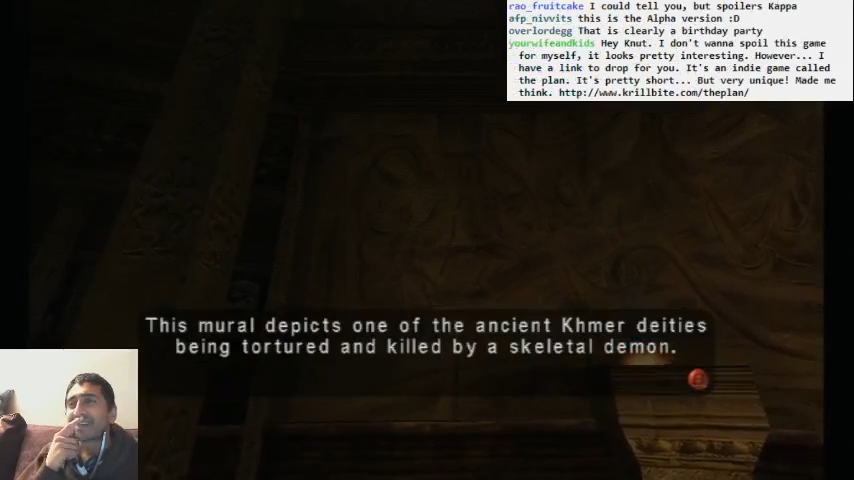 rao_fruitcake I could tell you, but spoilers Kappa
afp_nivvits this is the Alpha version :D
overlordegg That is clearly a birthday party
yourwifeandkids Hey Knut. I don't wanna spoil this game
for myself, it looks pretty interesting. However... I
have a link to drop for you. It's an indie game called
the plan. It's pretty short... But very unique! Made me
think. http://www.krillbite.com/theplan/
This mural depicts one of the ancient Khmer deities
being tortured and killed by a skeletal demon.